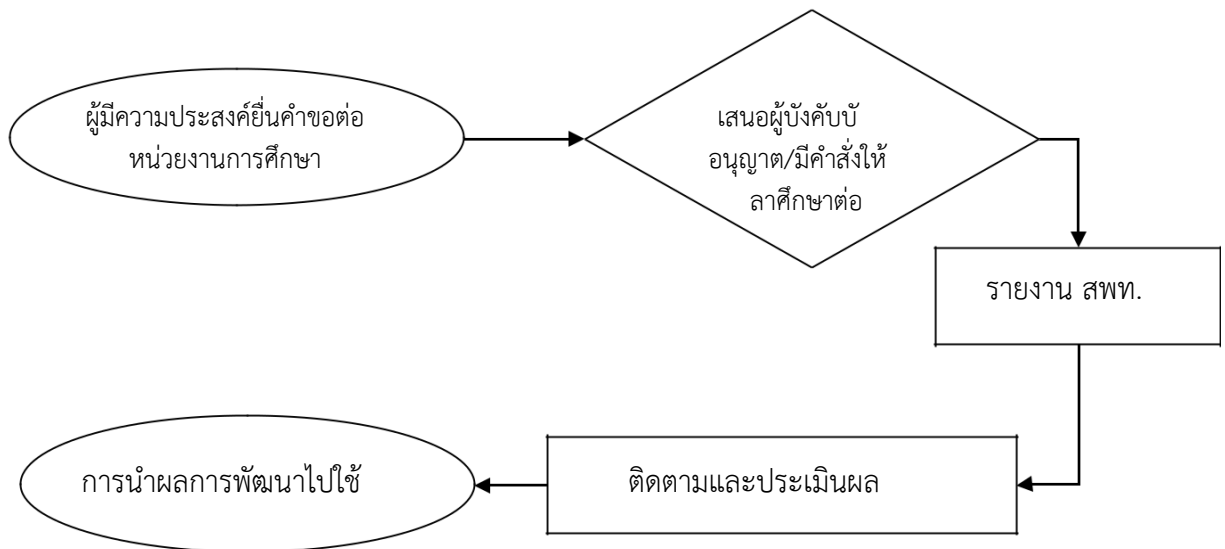 ผู้มีความประสงค์ยื่นคำขอต่อ
หน่วยงานการศึกษา
เสนอผู้บังคับบั
อนุญาต/มีคำสั่งให้
ลาศึกษาต่อ
รายงาน สพท.
ติดตามและประเมินผล
การนำผลการพัฒนาไปใช้